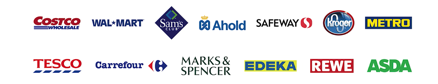 COSTCO WHOLESALE WAL★MART Sam's CLUB Ahold SAFEWAY Kroger METRO
TESCO Carrefour MARKS & SPENCER EDEKA REWE ASDA